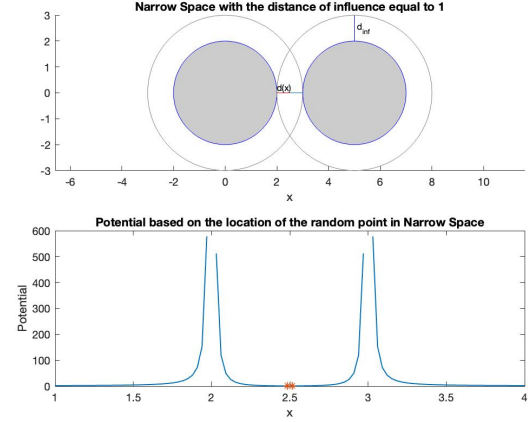 Narrow Space with the distance of influence equal to 1
3
2
1
0
-1
-2
-3
d_inf
d(x)
-6 -4 -2 0 2 4 6 8 10
x
Potential based on the location of the random point in Narrow Space
600
500
400
300
200
100
0
Potential
1 1.5 2 2.5 3 3.5 4
x